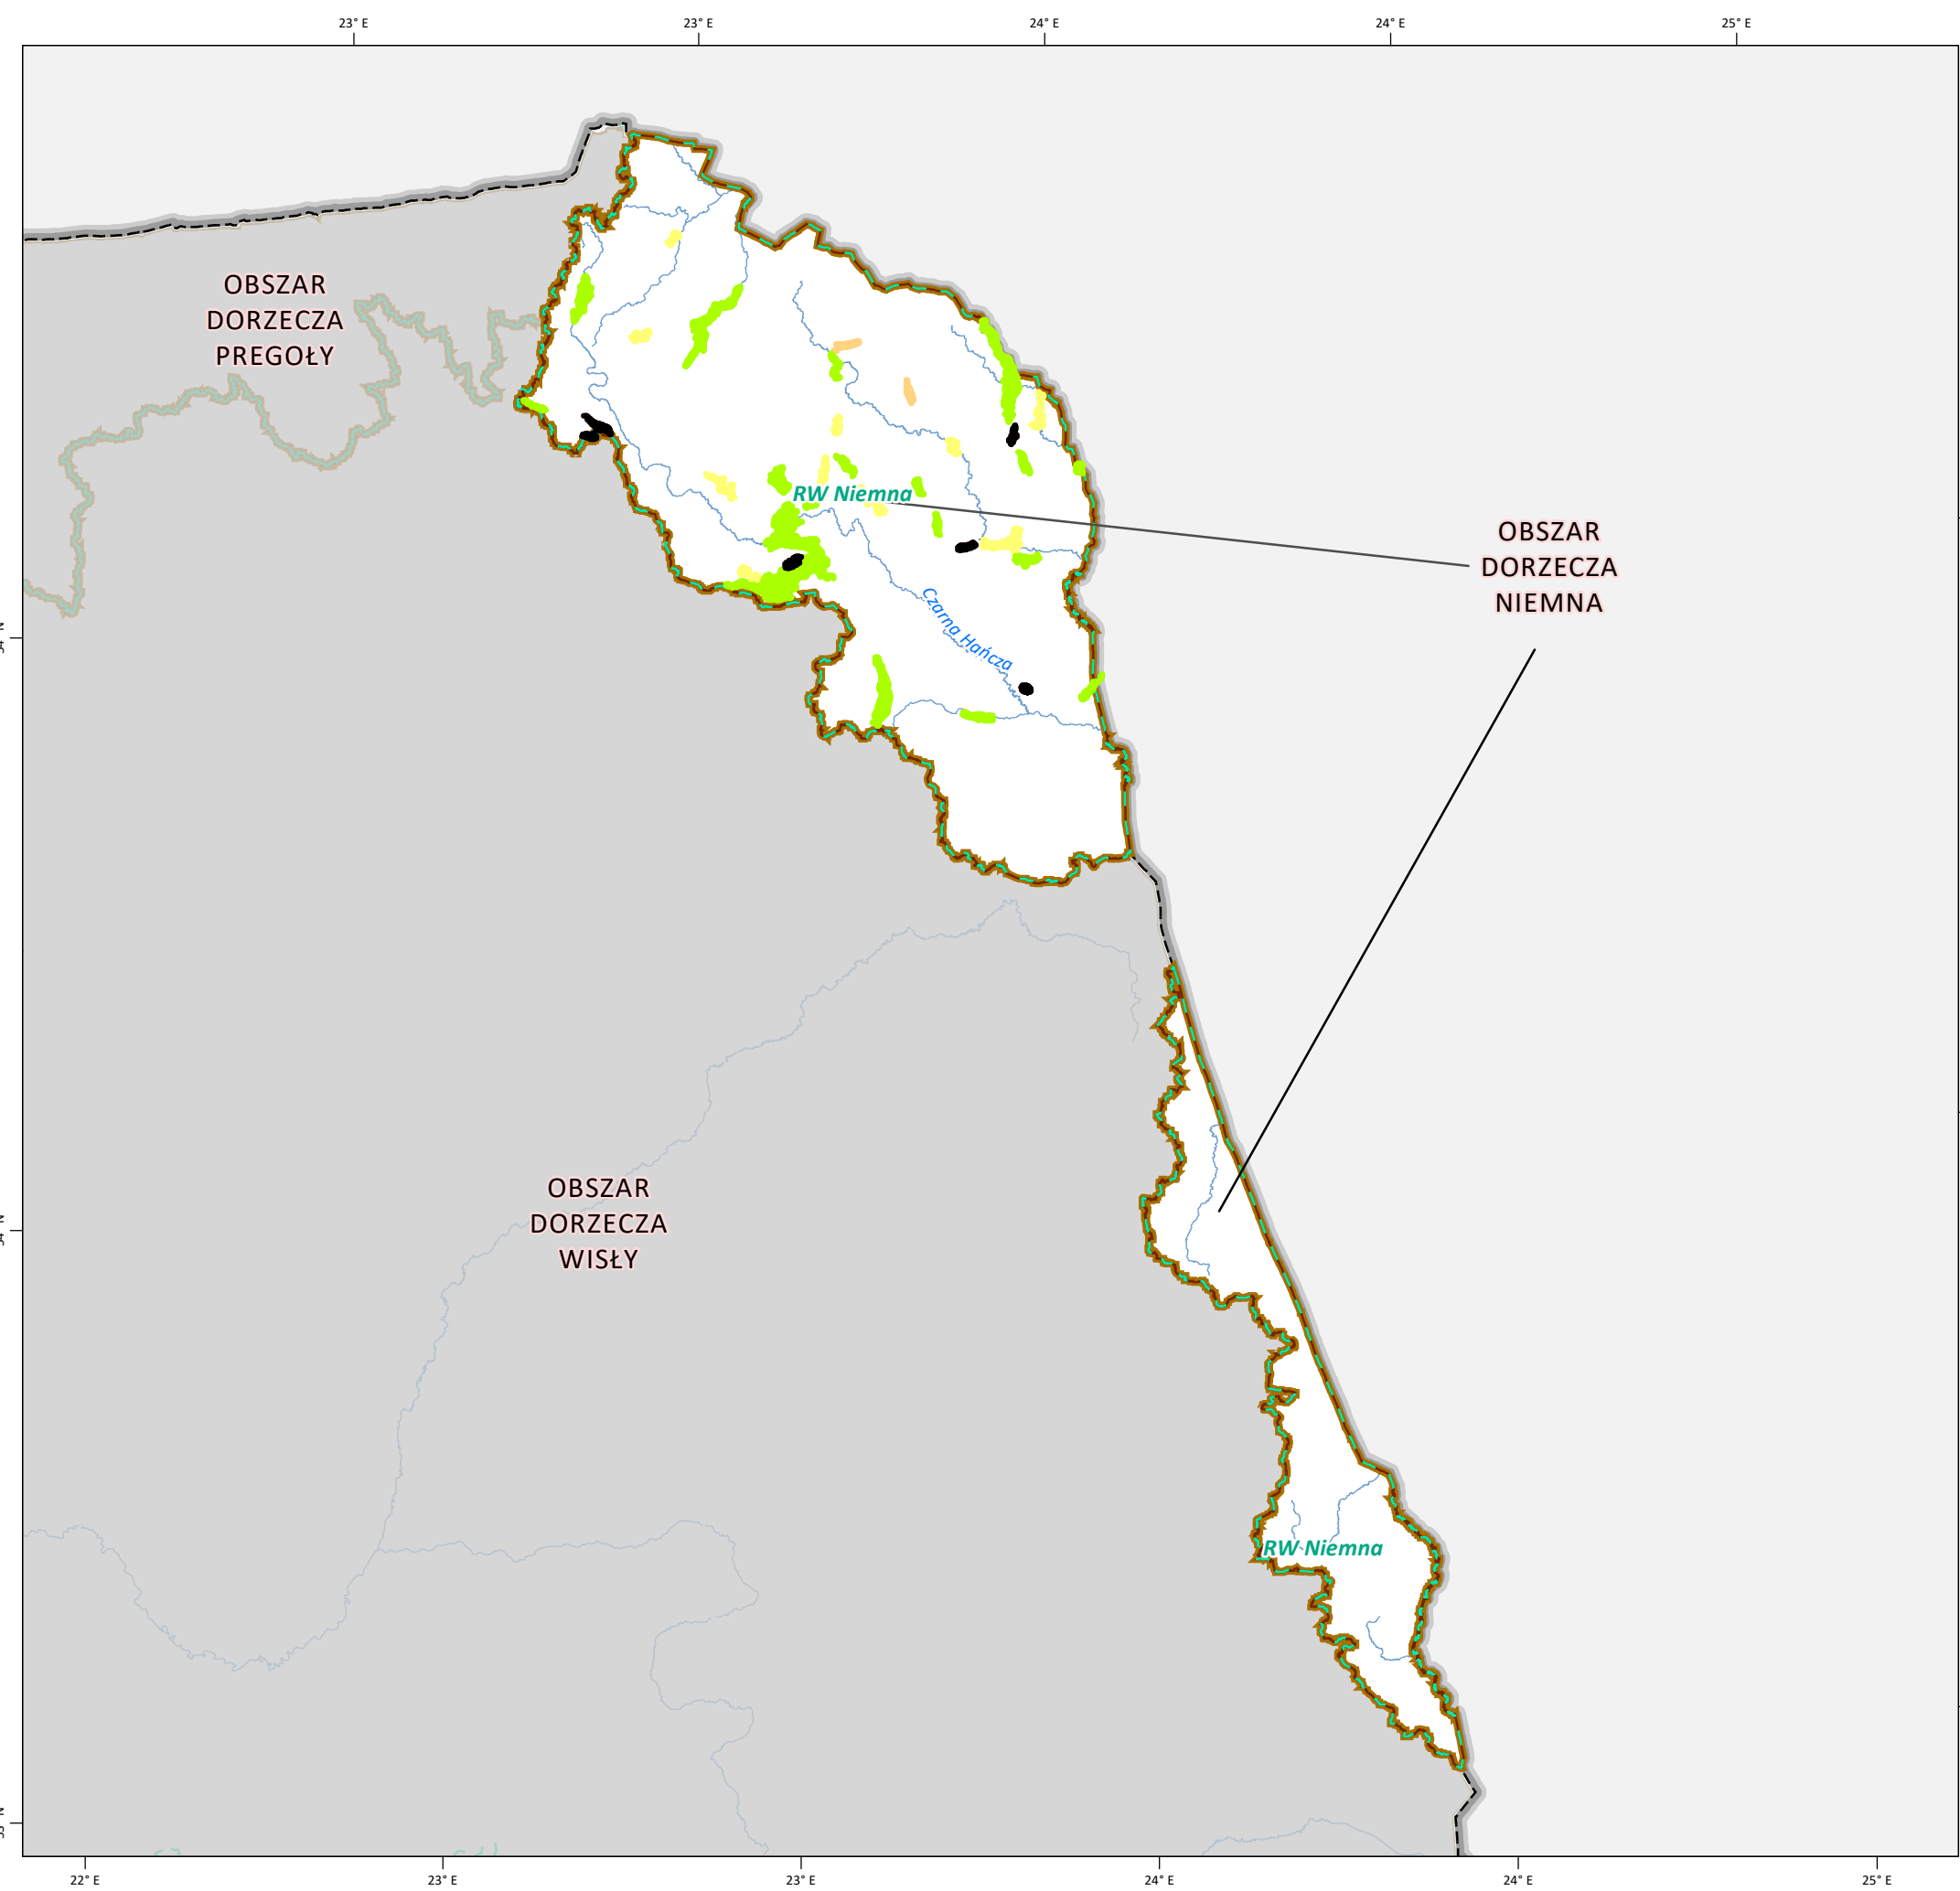 23° E
23° E
24° E
24° E
25° E
OBSZAR
DORZECZA
PREGOŁY
RW Niemna
OBSZAR
DORZECZA
NIEMNA
Czarna Hańcza
OBSZAR
DORZECZA
WISŁY
RW Niemna
22° E
23° E
23° E
24° E
24° E
25° E